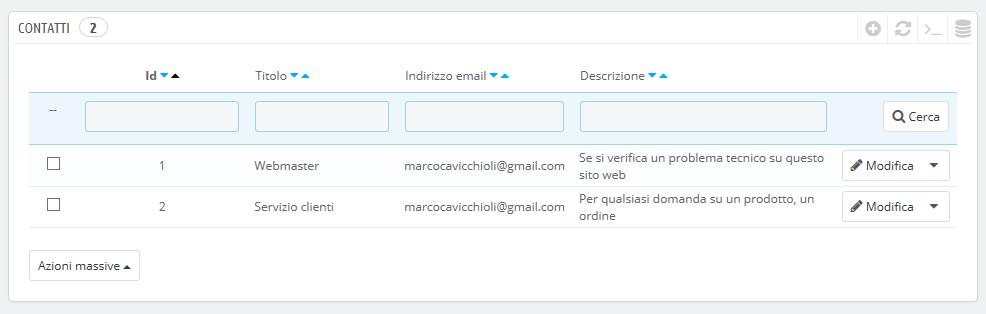 CONTATTI 2
Id Titolo Indirizzo email Descrizione
-- Cerca
1 Webmaster marcocavicchioli@gmail.com Se si verifica un problema tecnico su questo
sito web
Modifica
2 Servizio clienti marcocavicchioli@gmail.com Per qualsiasi domanda su un prodotto, un
ordine
Modifica
Azioni massive